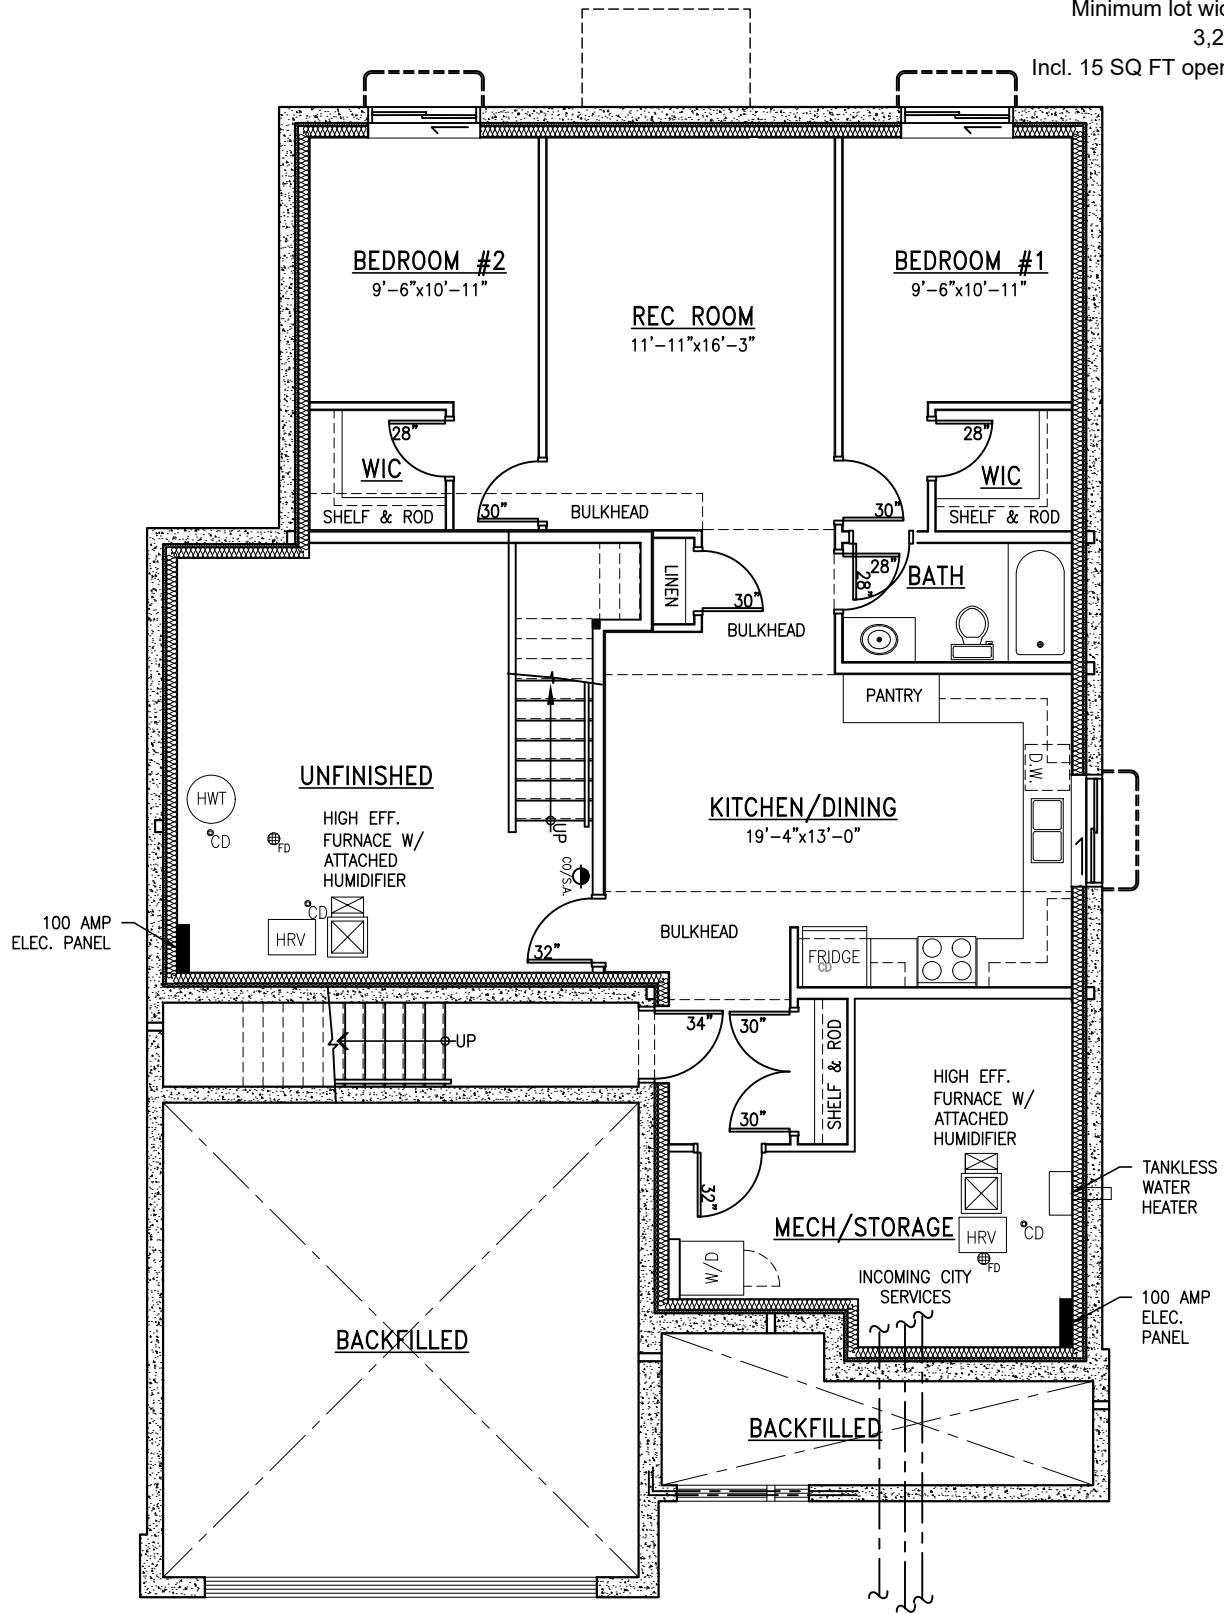 Minimum lot wid
3,2
Incl. 15 SQ FT oper
BEDROOM #2
9'-6"x10'-11"
BEDROOM #1
9'-6"x10'-11"
REC ROOM
11'-11"x16'-3"
28"
WIC
SHELF & ROD
30"
BULKHEAD
30"
28"
WIC
SHELF & ROD
LINEN
30"
BULKHEAD
28"
28"
BATH
PANTRY
D.W.
UNFINISHED
HWT
CD
FD
HIGH EFF.
FURNACE W/
ATTACHED
HUMIDIFIER
CD
HRV
UP
CO/S.A.
32"
100 AMP
ELEC. PANEL
KITCHEN/DINING
19'-4"x13'-0"
BULKHEAD
FRIDGE
CD
UP
34"
30"
30"
SHELF & ROD
32"
HIGH EFF.
FURNACE W/
ATTACHED
HUMIDIFIER
TANKLESS
WATER
HEATER
MECH/STORAGE
HRV
CD
FD
W/D
INCOMING CITY
SERVICES
100 AMP
ELEC.
PANEL
BACKFILLED
BACKFILLED